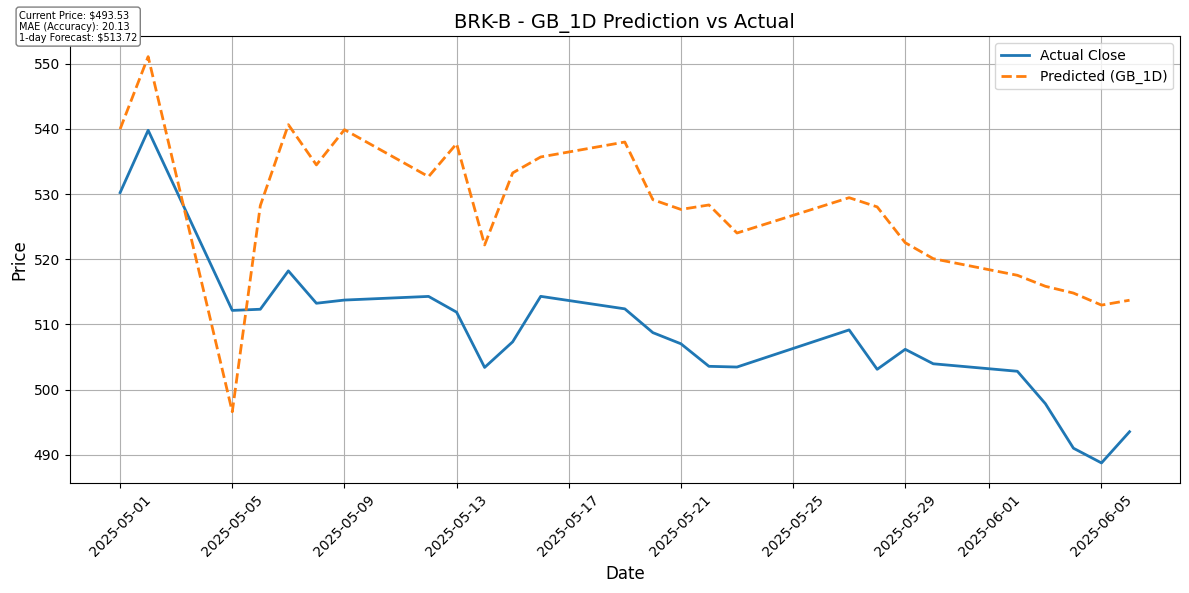 Current Price: $493.53
MAE (Accuracy): 20.13
1-day Forecast: $513.72
BRK-B - GB_1D Prediction vs Actual
Actual Close
Predicted (GB_1D)
Price
550
540
530
520
510
500
490
2025-05-01
2025-05-05
2025-05-09
2025-05-13
2025-05-17
2025-05-21
2025-05-25
2025-05-29
2025-06-01
2025-06-05
Date